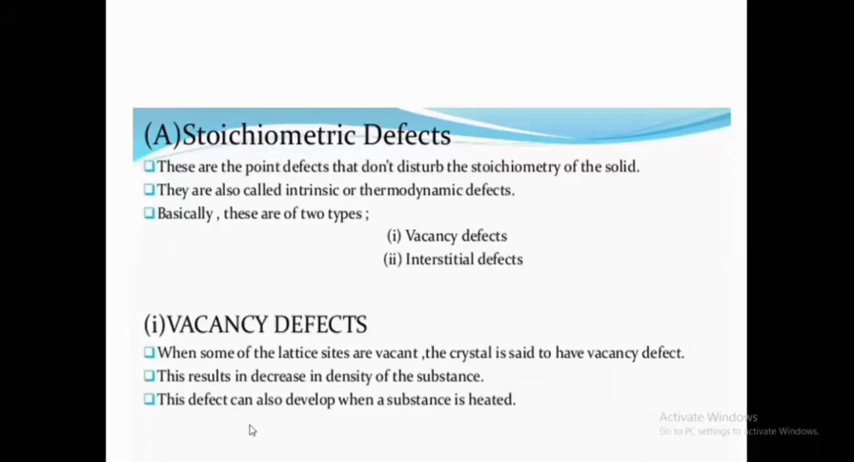 (A)Stoichiometric Defects
❑These are the point defects that don't disturb the stoichiometry of the solid.
❑They are also called intrinsic or thermodynamic defects.
❑Basically , these are of two types ;
(i) Vacancy defects
(ii) Interstitial defects
(i)VACANCY DEFECTS
❑When some of the lattice sites are vacant ,the crystal is said to have vacancy defect.
❑This results in decrease in density of the substance.
❑This defect can also develop when a substance is heated.
Activate Windows
Go to PC settings to activate Windows.